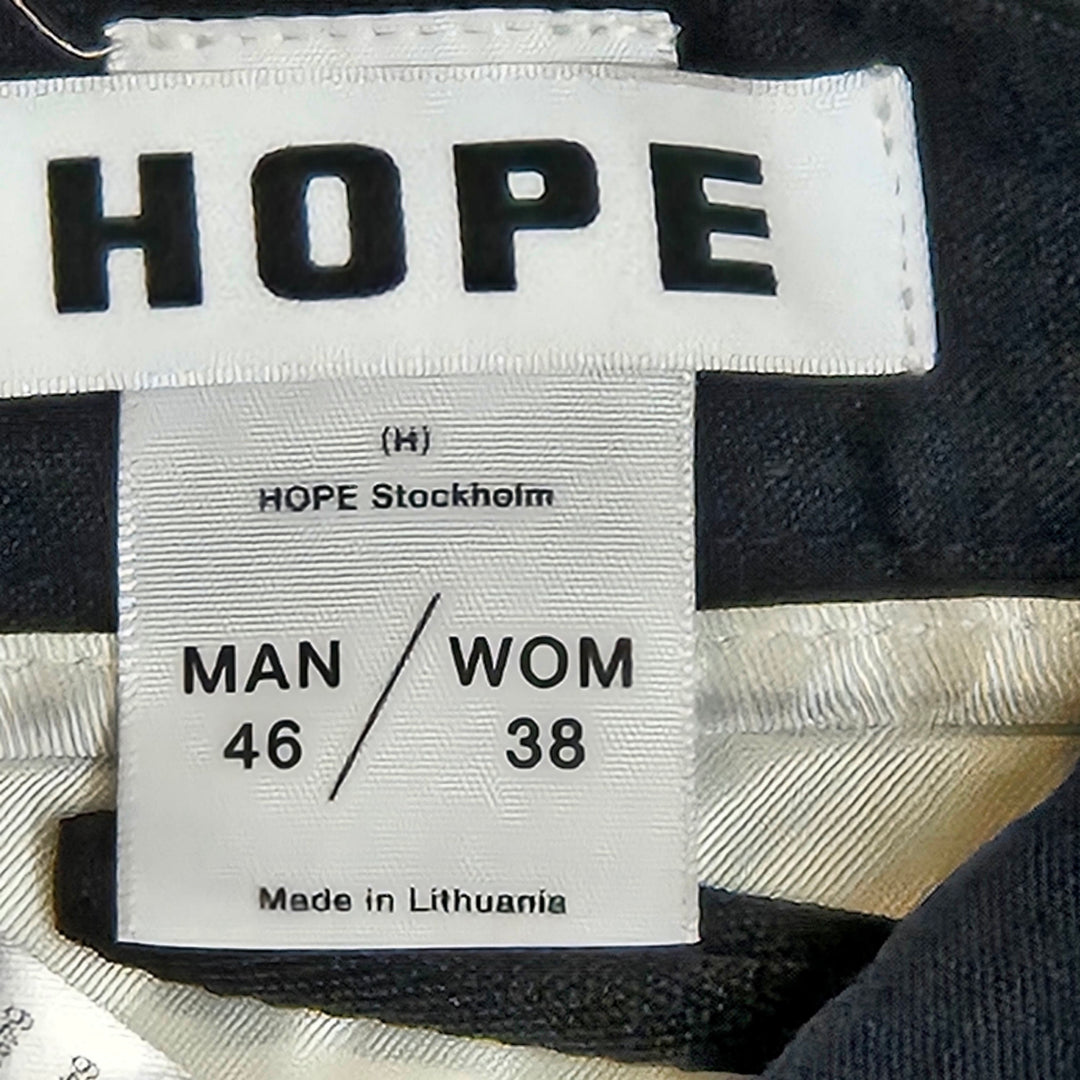 HOPE
(H)
HOPE Stockholm
MAN / WOM
46 38
Made in Lithuania